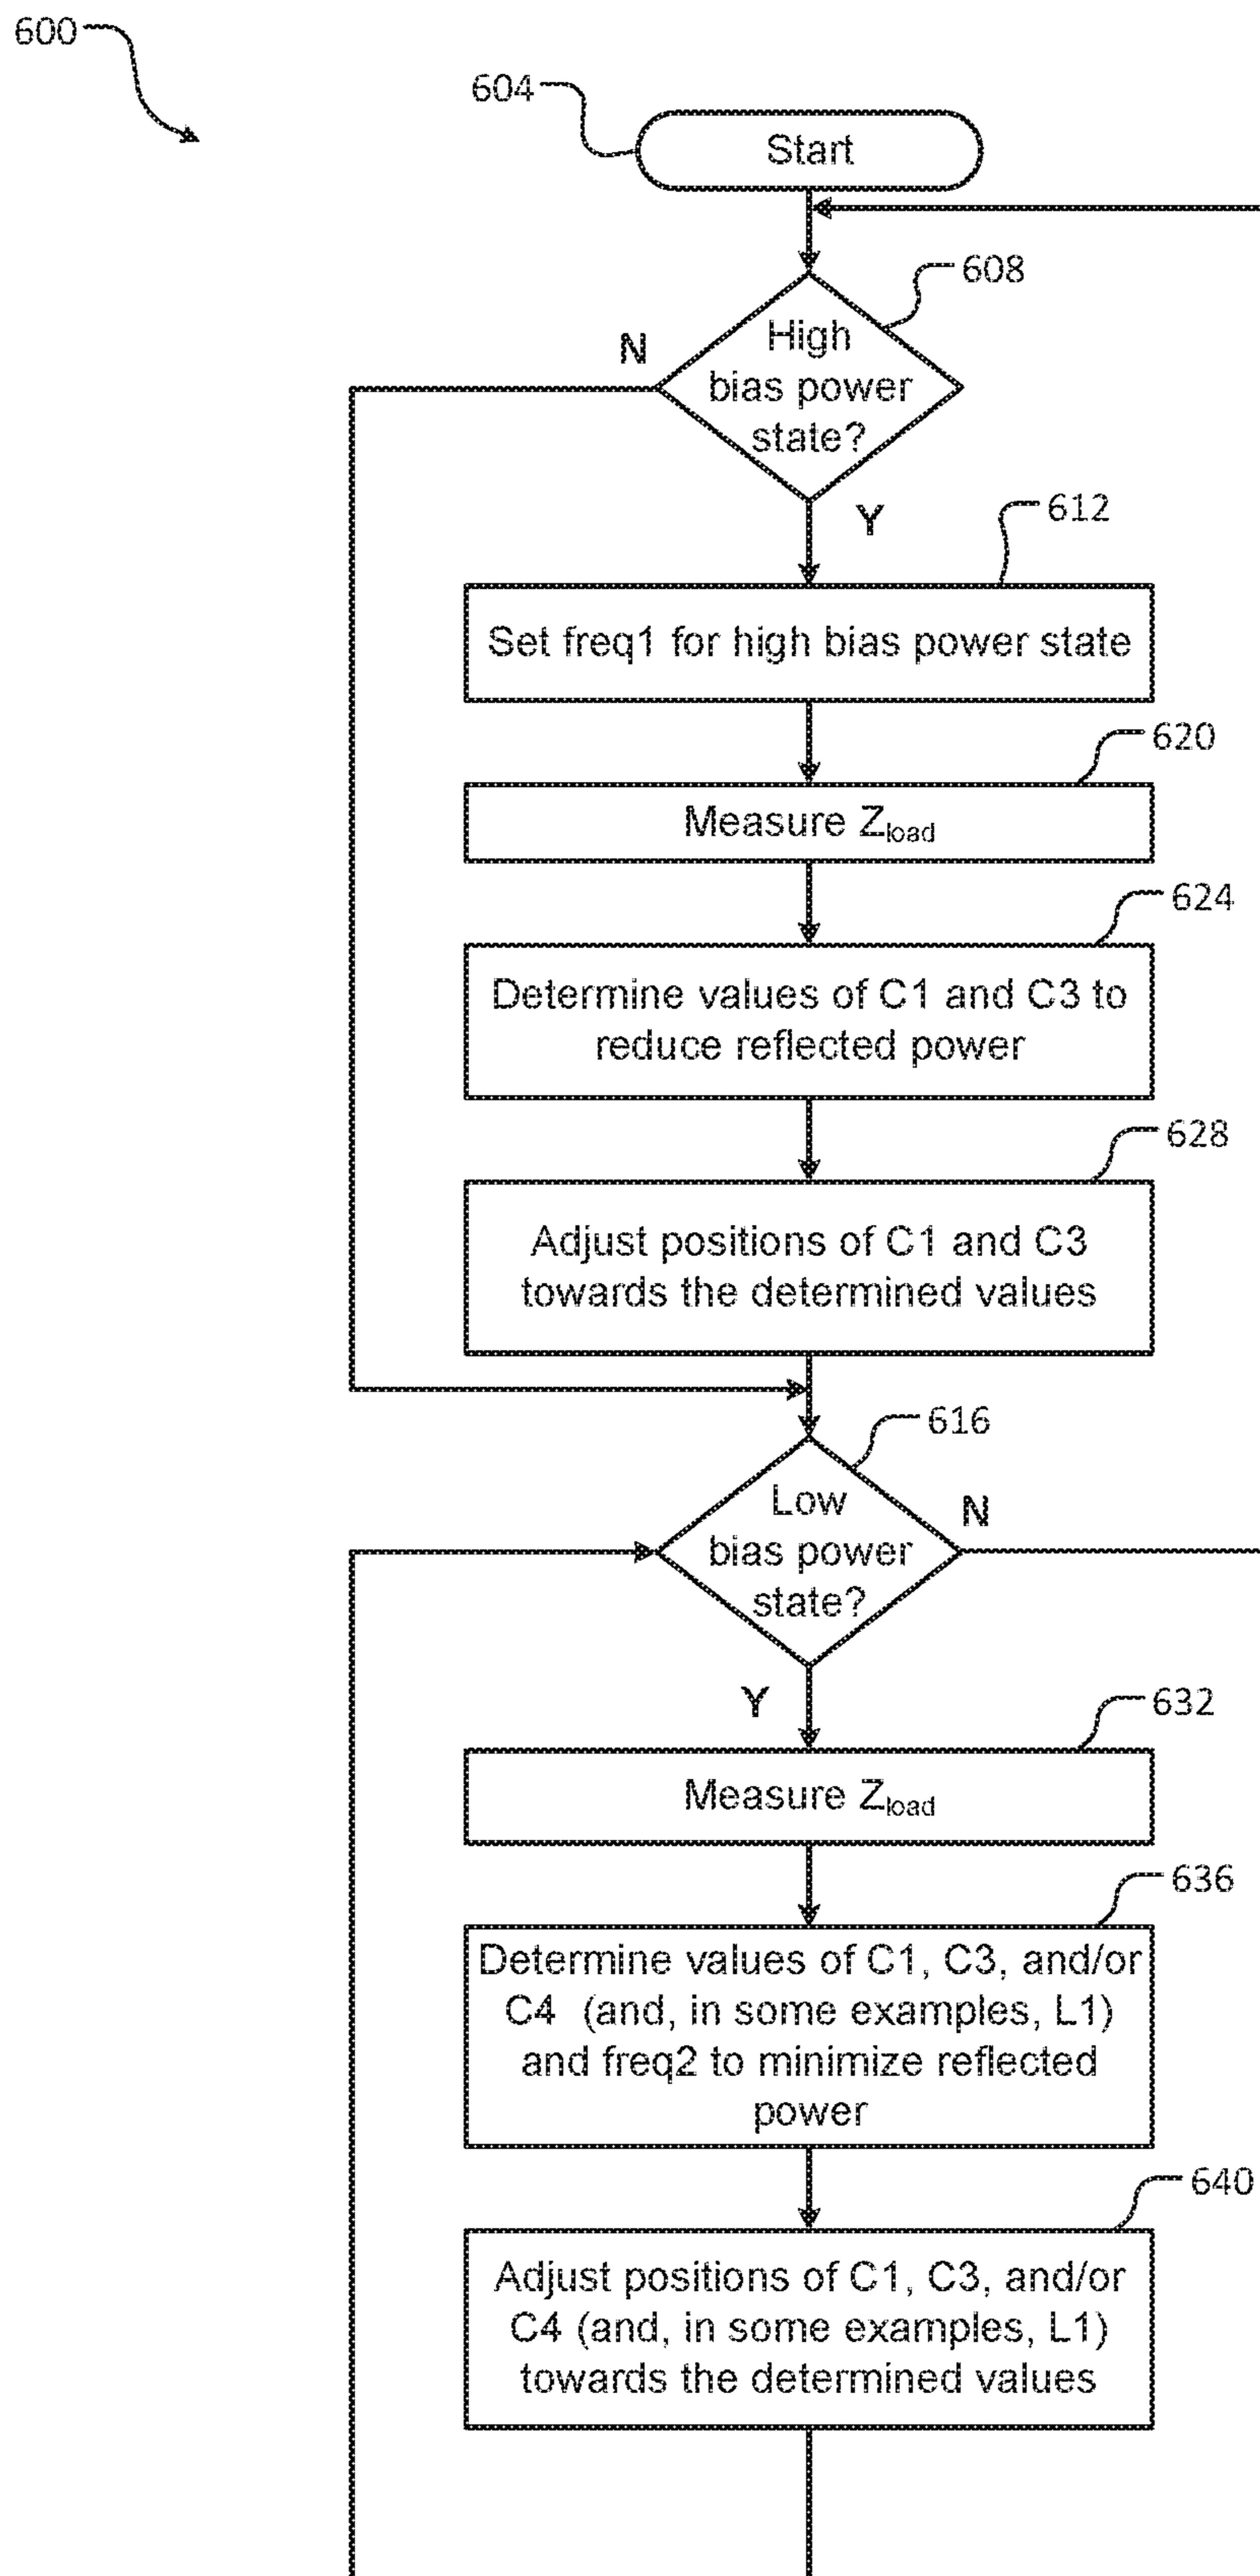 600
604
Start
608
High
bias power
state?
N
Y
612
Set freq1 for high bias power state
620
Measure Zload
624
Determine values of C1 and C3 to
reduce reflected power
628
Adjust positions of C1 and C3
towards the determined values
616
Low
bias power
state?
N
Y
632
Measure Zload
636
Determine values of C1, C3, and/or
C4 (and, in some examples, L1)
and freq2 to minimize reflected
power
640
Adjust positions of C1, C3, and/or
C4 (and, in some examples, L1)
towards the determined values